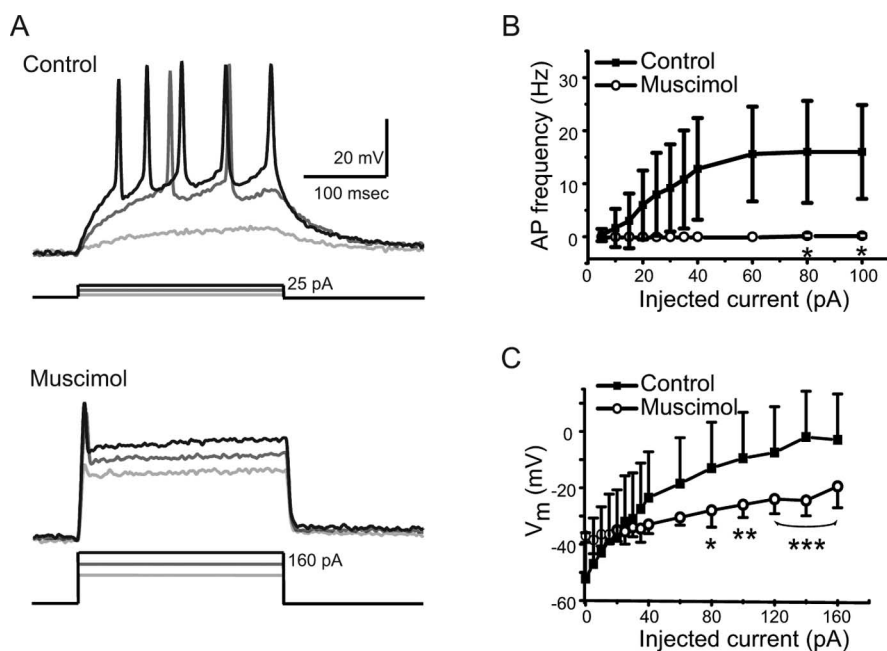 A
Control
20 mV
100 msec
25 pA
Muscimol
160 pA
B
Control
Muscimol
AP frequency (Hz)
30
20
10
0
*
*
0 20 40 60 80 100
Injected current (pA)
C
Control
Muscimol
Vm (mV)
0
-20
-40
-60
*
**
***
0 40 80 120 160
Injected current (pA)